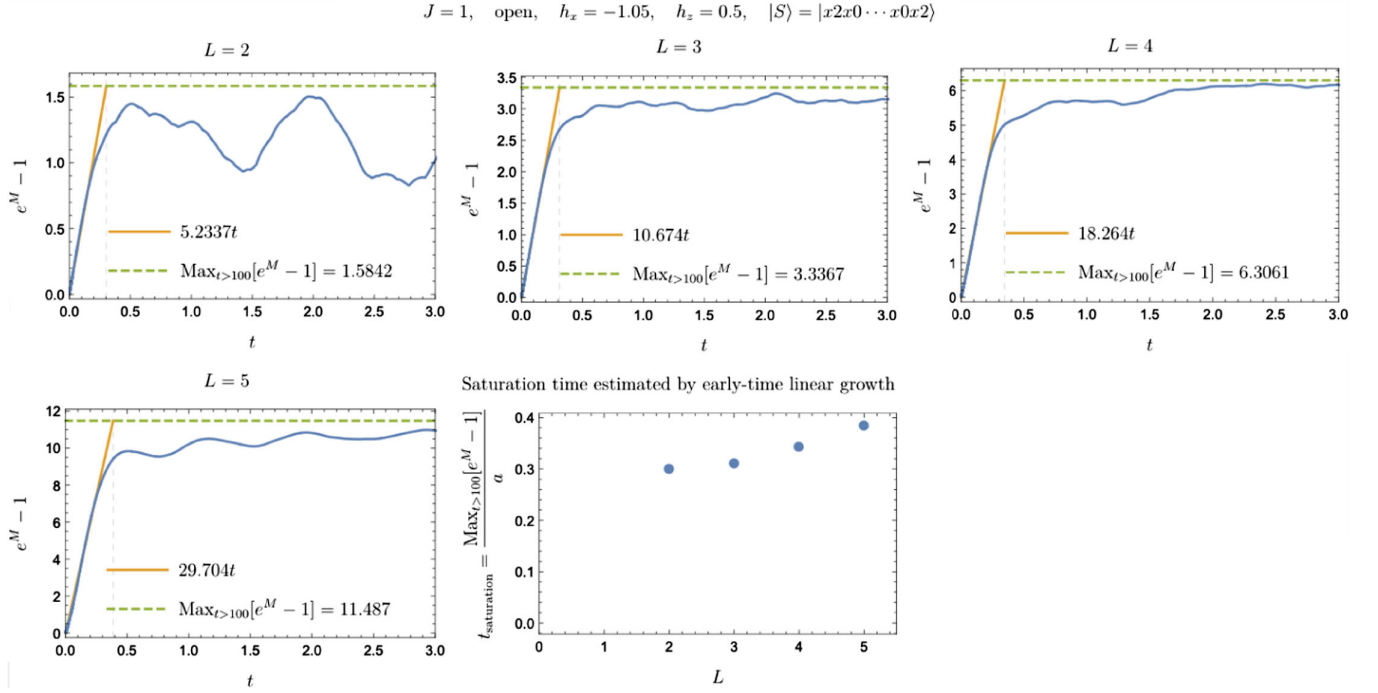 J = 1, open, h_x = −1.05, h_z = 0.5, |S⟩ = |x2x0 · · · x0x2⟩
L = 2
e^M − 1
1.5
1.0
0.5
0.0
5.2337t
Max_{t>100}[e^M − 1] = 1.5842
0.0 0.5 1.0 1.5 2.0 2.5 3.0
t
L = 3
e^M − 1
3.5
3.0
2.5
2.0
1.5
1.0
0.5
0.0
10.674t
Max_{t>100}[e^M − 1] = 3.3367
0.0 0.5 1.0 1.5 2.0 2.5 3.0
t
L = 4
e^M − 1
6
5
4
3
2
1
0
18.264t
Max_{t>100}[e^M − 1] = 6.3061
0.0 0.5 1.0 1.5 2.0 2.5 3.0
t
L = 5
e^M − 1
12
10
8
6
4
2
0
29.704t
Max_{t>100}[e^M − 1] = 11.487
0.0 0.5 1.0 1.5 2.0 2.5 3.0
t
Saturation time estimated by early-time linear growth
t_saturation = Max_{t>100}[e^M − 1] / a
0.4
0.3
0.2
0.1
0.0
0 1 2 3 4 5
L